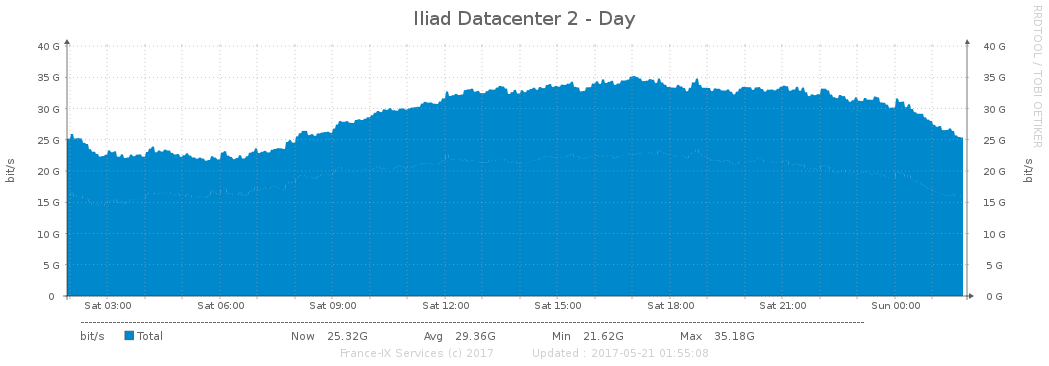 Iliad Datacenter 2 - Day
RRDTOOL / TOBI OETIKER
40 G 40 G
35 G 35 G
30 G 30 G
25 G 25 G
20 G 20 G
15 G 15 G
10 G 10 G
5 G 5 G
0 0 G
bit/s bit/s
Sat 03:00 Sat 06:00 Sat 09:00 Sat 12:00 Sat 15:00 Sat 18:00 Sat 21:00 Sun 00:00
bit/s Total Now 25.32G Avg 29.36G Min 21.62G Max 35.18G
France-IX Services (c) 2017 Updated : 2017-05-21 01:55:08